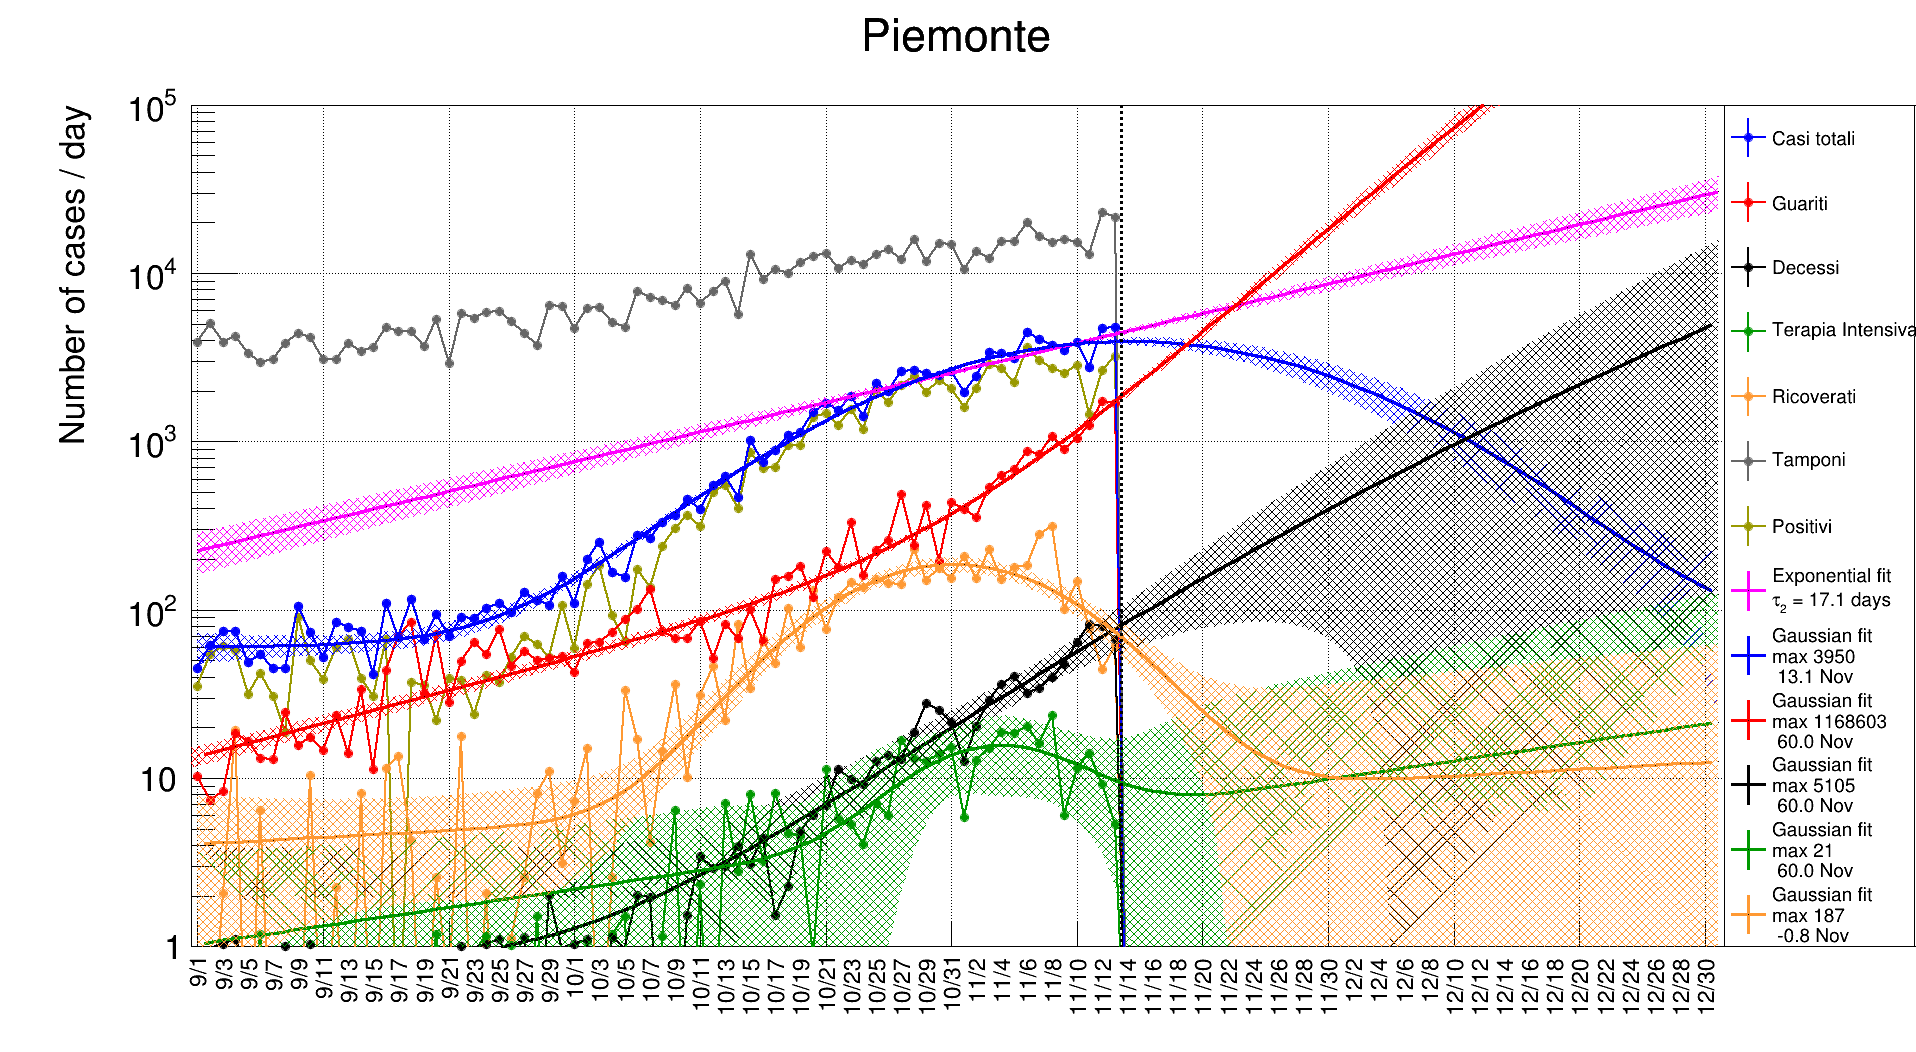 Piemonte
Number of cases / day
10^5
10^4
10^3
10^2
10
1
9/1
9/3
9/5
9/7
9/9
9/11
9/13
9/15
9/17
9/19
9/21
9/23
9/25
9/27
9/29
10/1
10/3
10/5
10/7
10/9
10/11
10/13
10/15
10/17
10/19
10/21
10/23
10/25
10/27
10/29
10/31
11/2
11/4
11/6
11/8
11/10
11/12
11/14
11/16
11/18
11/20
11/22
11/24
11/26
11/28
11/30
12/2
12/4
12/6
12/8
12/10
12/12
12/14
12/16
12/18
12/20
12/22
12/24
12/26
12/28
12/30
Casi totali
Guariti
Decessi
Terapia Intensiva
Ricoverati
Tamponi
Positivi
Exponential fit
τ₂ = 17.1 days
Gaussian fit
max 3950
13.1 Nov
Gaussian fit
max 1168603
60.0 Nov
Gaussian fit
max 5105
60.0 Nov
Gaussian fit
max 21
60.0 Nov
Gaussian fit
max 187
-0.8 Nov